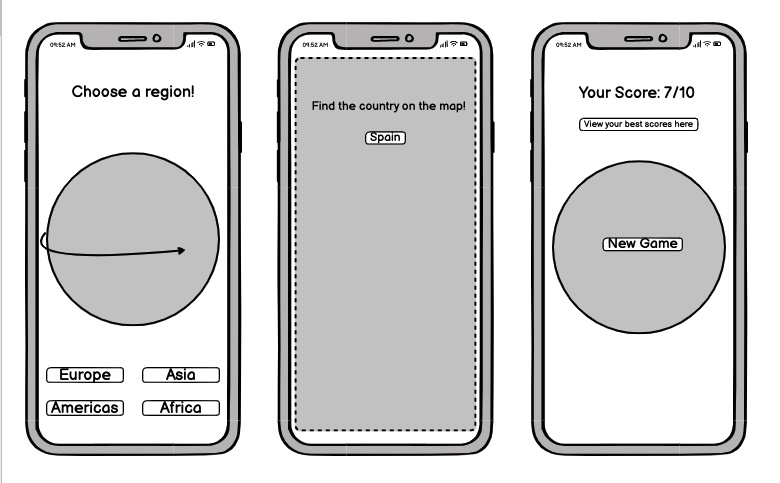 09:52 AM
Choose a region!
Europe
Asia
Americas
Africa
09:52 AM
Find the country on the map!
Spain
09:52 AM
Your Score: 7/10
View your best scores here
New Game